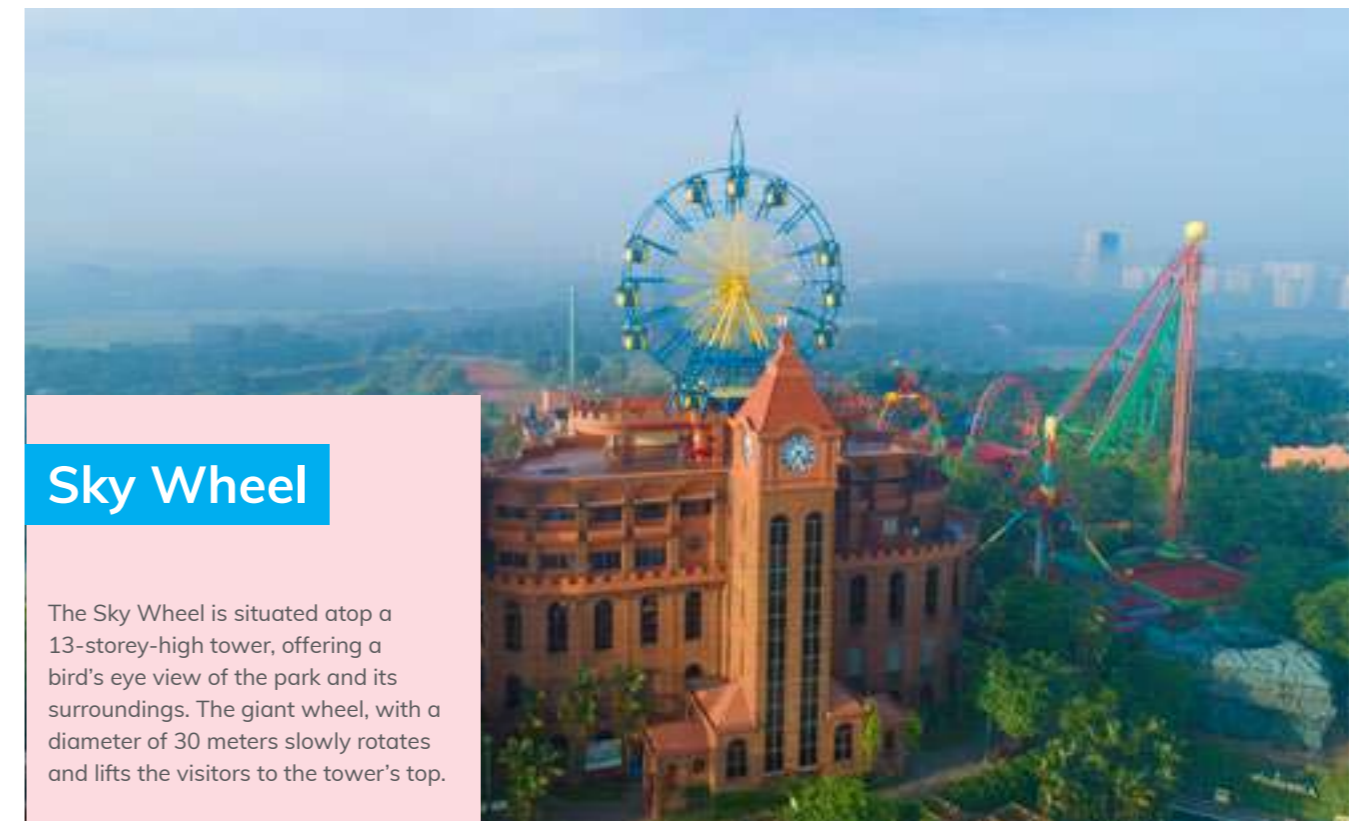 Sky Wheel
The Sky Wheel is situated atop a
13-storey-high tower, offering a
bird’s eye view of the park and its
surroundings. The giant wheel, with a
diameter of 30 meters slowly rotates
and lifts the visitors to the tower’s top.